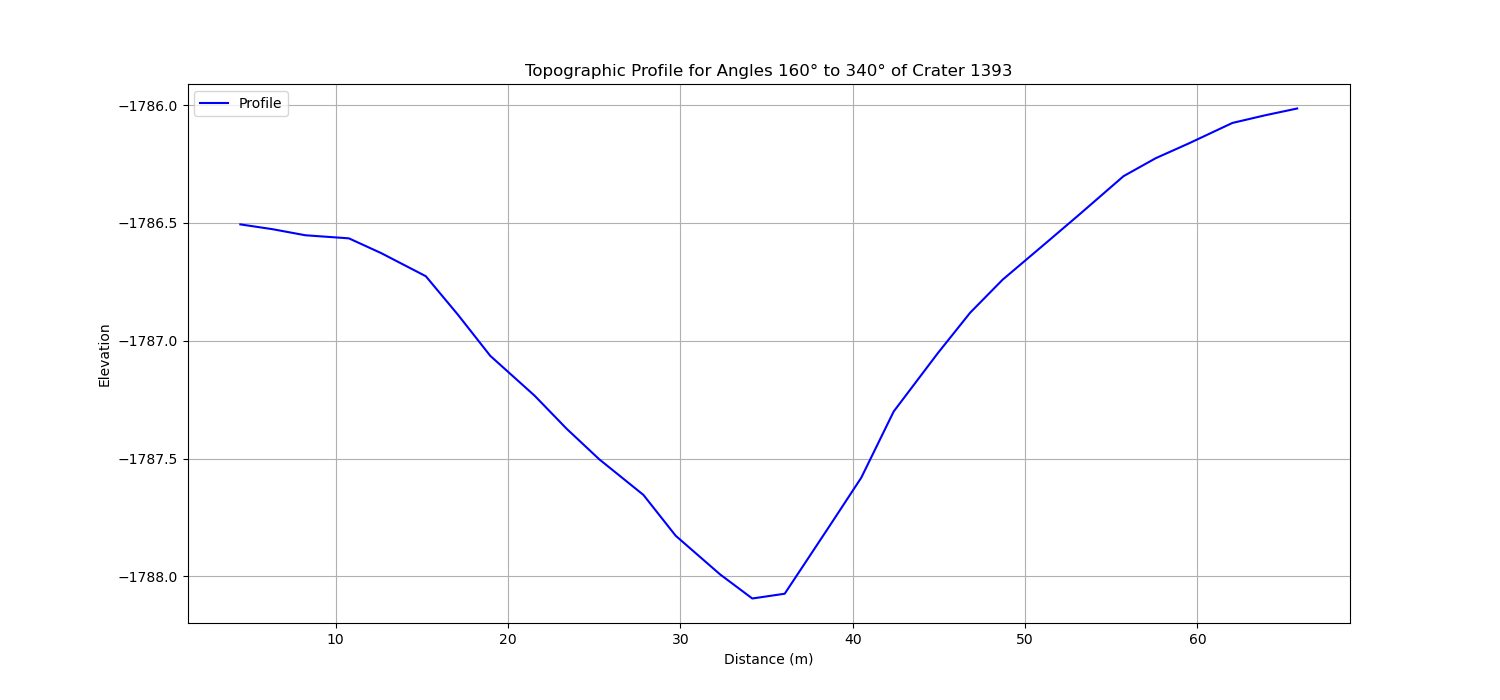 Topographic Profile for Angles 160° to 340° of Crater 1393
Profile
−1786.0
−1786.5
−1787.0
−1787.5
−1788.0
Elevation
10 20 30 40 50 60
Distance (m)